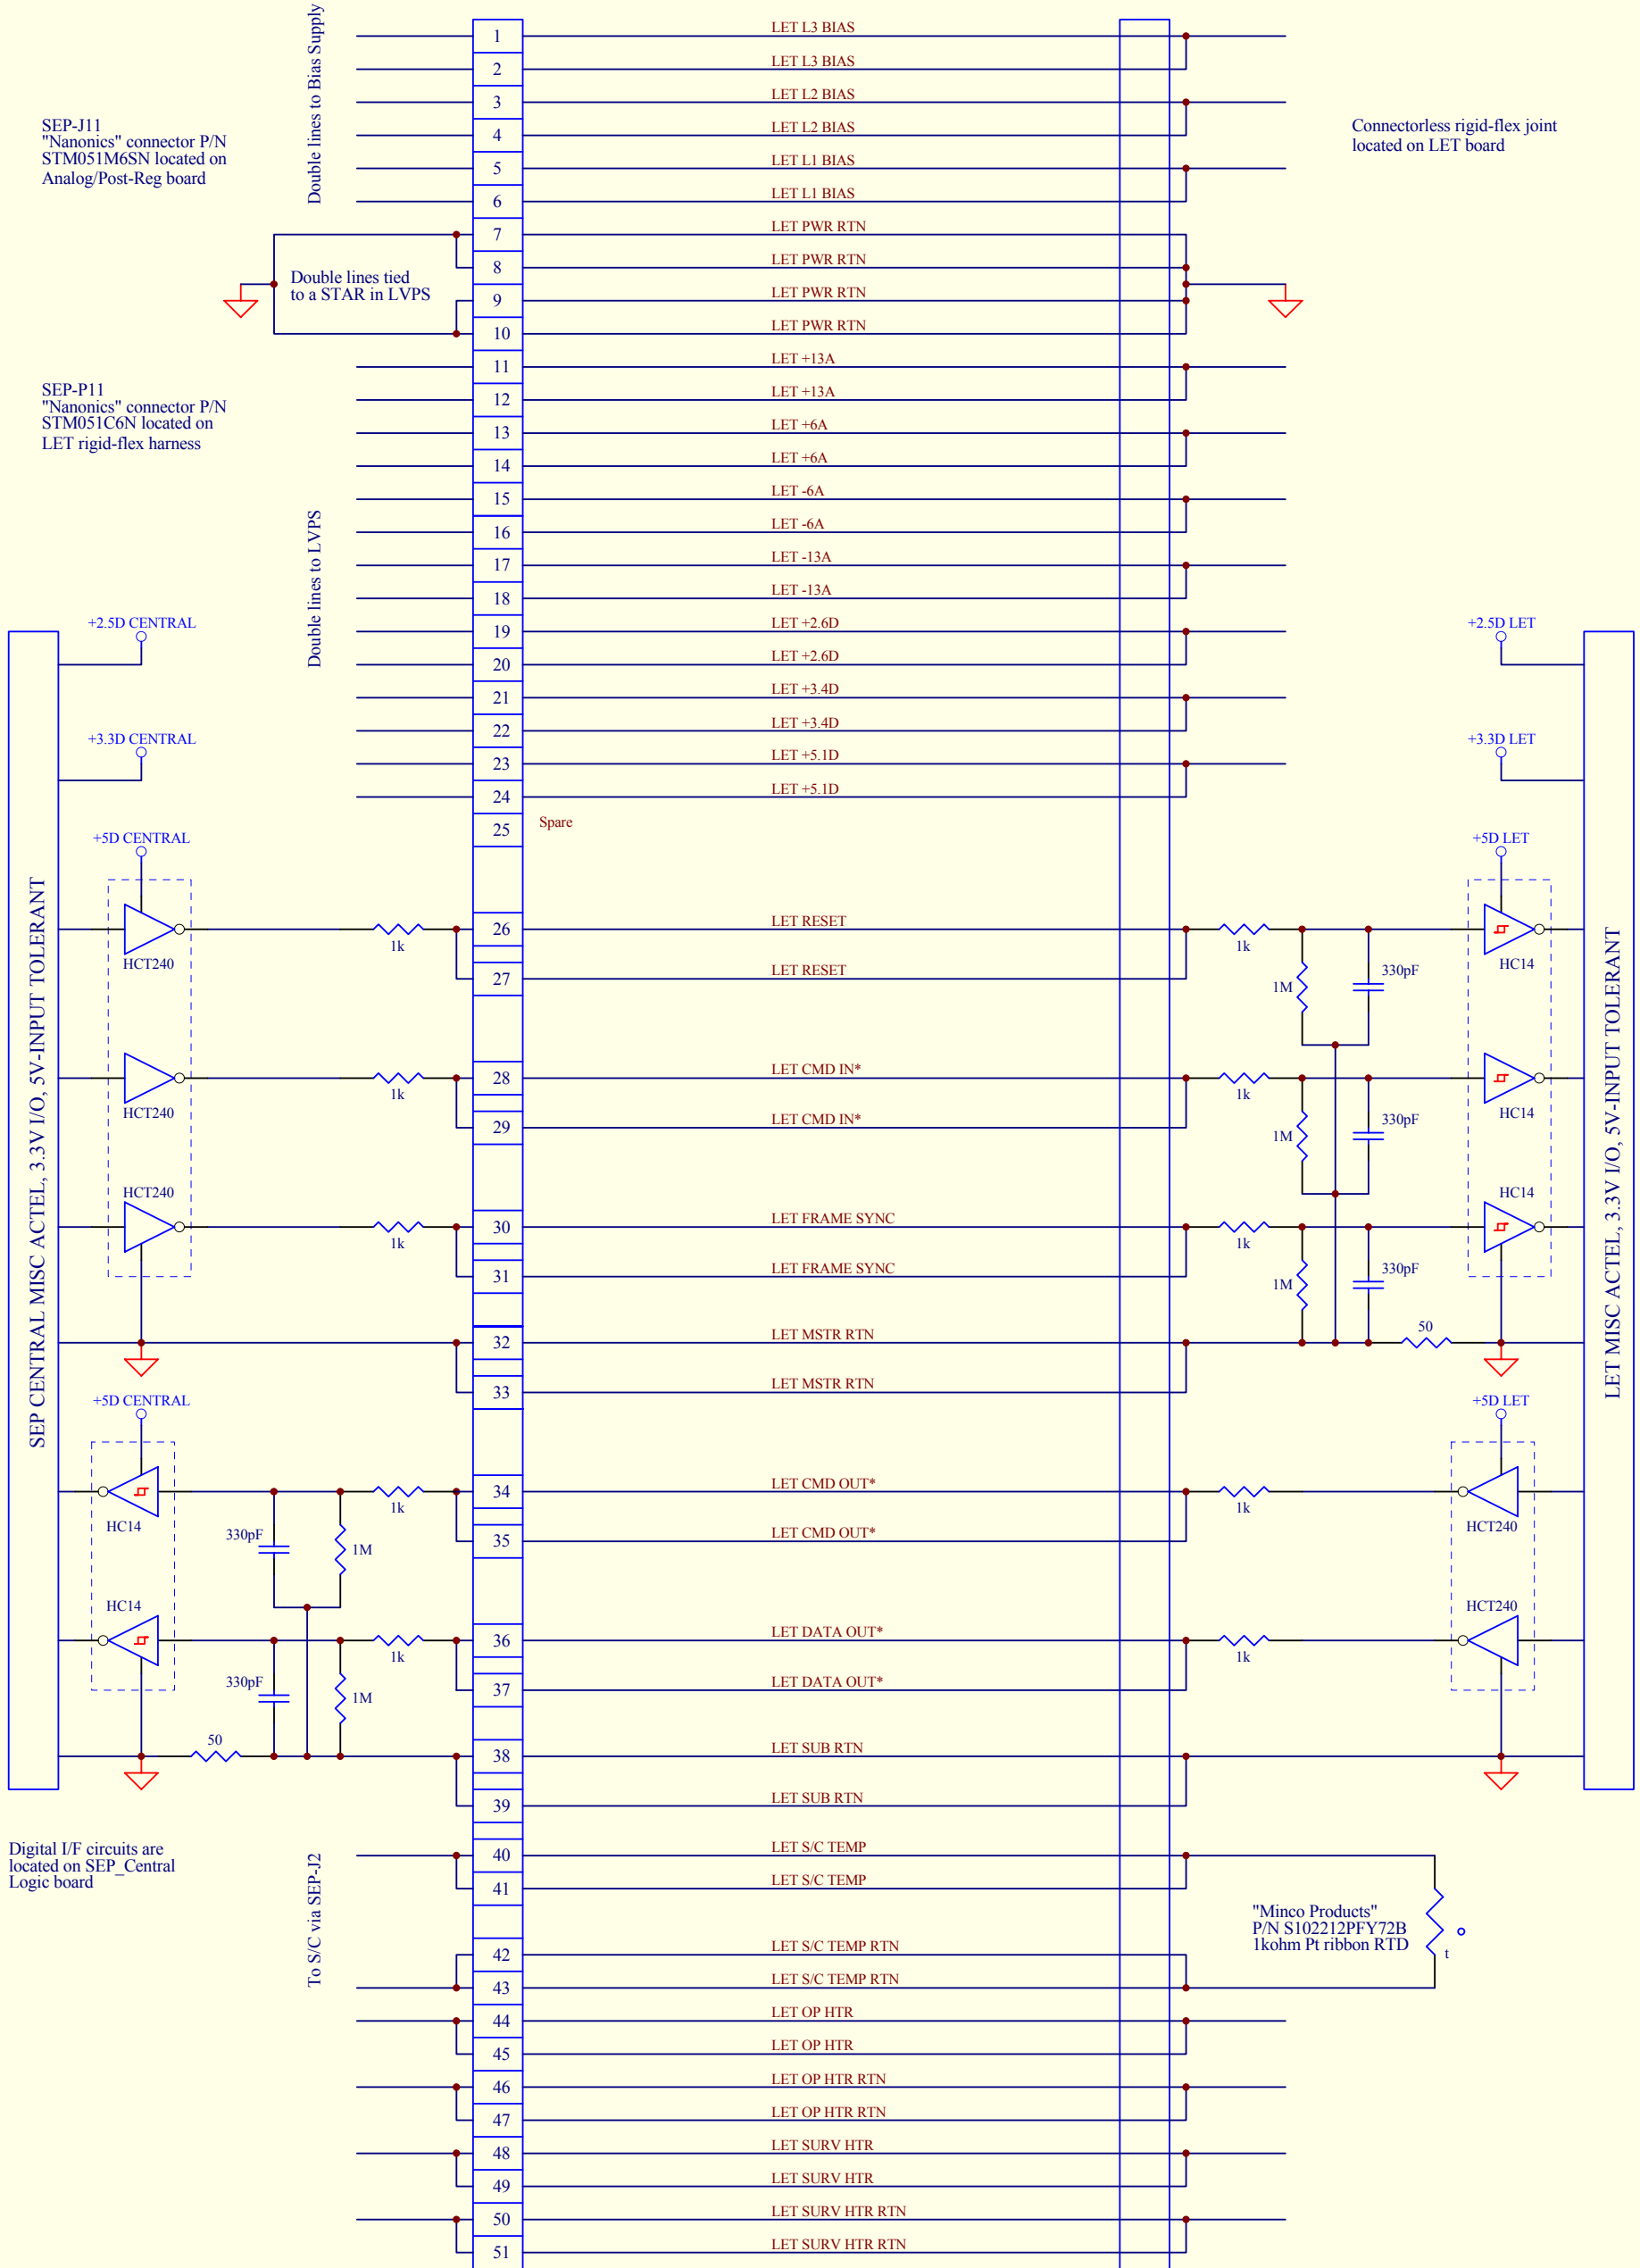 Double lines to Bias Supply
SEP-J11
"Nanonics" connector P/N
STM051M6SN located on
Analog/Post-Reg board
Connectorless rigid-flex joint
located on LET board
1 LET L3 BIAS
2 LET L3 BIAS
3 LET L2 BIAS
4 LET L2 BIAS
5 LET L1 BIAS
6 LET L1 BIAS
7 LET PWR RTN
8 LET PWR RTN
9 LET PWR RTN
10 LET PWR RTN
Double lines tied
to a STAR in LVPS
11 LET +13A
12 LET +13A
13 LET +6A
14 LET +6A
15 LET -6A
16 LET -6A
17 LET -13A
18 LET -13A
19 LET +2.6D
20 LET +2.6D
21 LET +3.4D
22 LET +3.4D
23 LET +5.1D
24 LET +5.1D
25 Spare
SEP-P11
"Nanonics" connector P/N
STM051C6N located on
LET rigid-flex harness
Double lines to LVPS
+2.5D CENTRAL
+2.5D LET
+3.3D CENTRAL
+3.3D LET
+5D CENTRAL
+5D LET
SEP CENTRAL MISC ACTEL, 3.3V I/O, 5V-INPUT TOLERANT
LET MISC ACTEL, 3.3V I/O, 5V-INPUT TOLERANT
HCT240
1k
26 LET RESET
27 LET RESET
1k
1M
330pF
HC14
HCT240
1k
28 LET CMD IN*
29 LET CMD IN*
1k
1M
330pF
HC14
HCT240
1k
30 LET FRAME SYNC
31 LET FRAME SYNC
1k
1M
330pF
HC14
32 LET MSTR RTN
33 LET MSTR RTN
50
+5D CENTRAL
+5D LET
HC14
330pF
1M
1k
34 LET CMD OUT*
35 LET CMD OUT*
1k
HCT240
HC14
330pF
1M
1k
36 LET DATA OUT*
37 LET DATA OUT*
1k
HCT240
50
38 LET SUB RTN
39 LET SUB RTN
Digital I/F circuits are
located on SEP_Central
Logic board
To S/C via SEP-J2
40 LET S/C TEMP
41 LET S/C TEMP
42 LET S/C TEMP RTN
43 LET S/C TEMP RTN
"Minco Products"
P/N S102212PFY72B
1kohm Pt ribbon RTD
t
44 LET OP HTR
45 LET OP HTR
46 LET OP HTR RTN
47 LET OP HTR RTN
48 LET SURV HTR
49 LET SURV HTR
50 LET SURV HTR RTN
51 LET SURV HTR RTN